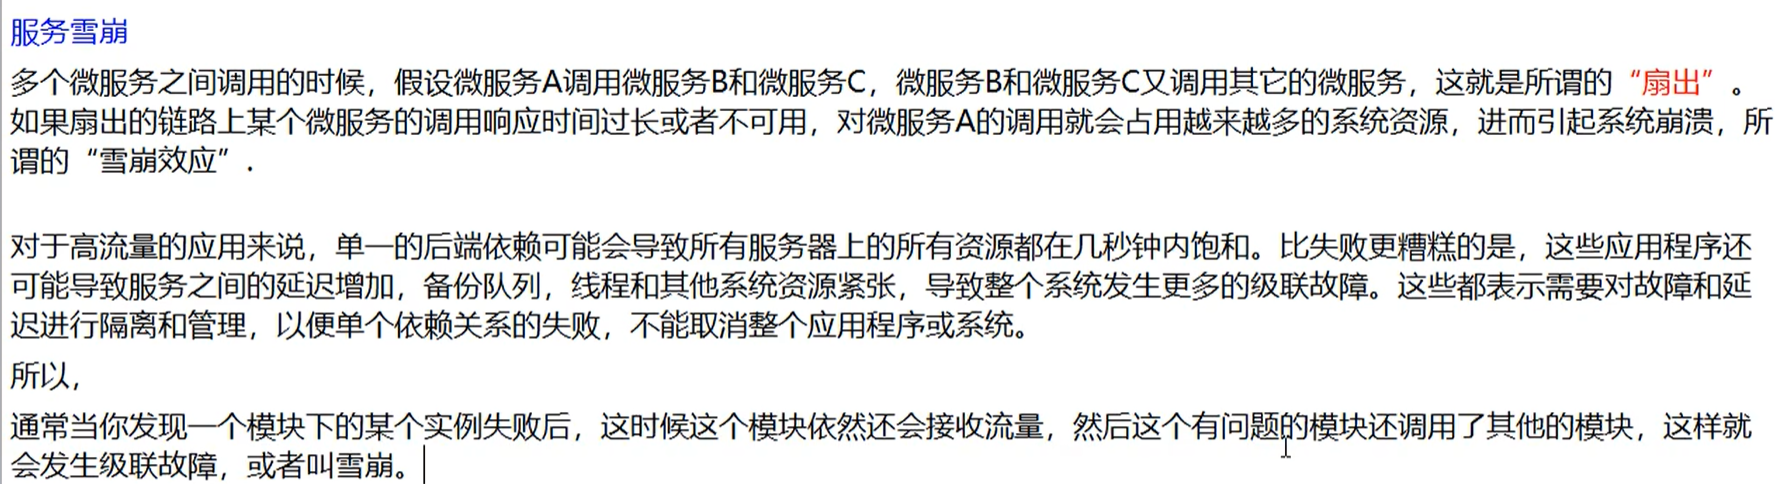 服务雪崩
多个微服务之间调用的时候，假设微服务A调用微服务B和微服务C，微服务B和微服务C又调用其它的微服务，这就是所谓的“扇出”。
如果扇出的链路上某个微服务的调用响应时间过长或者不可用，对微服务A的调用就会占用越来越多的系统资源，进而引起系统崩溃，所
谓的“雪崩效应”.
对于高流量的应用来说，单一的后端依赖可能会导致所有服务器上的所有资源都在几秒钟内饱和。比失败更糟糕的是，这些应用程序还
可能导致服务之间的延迟增加，备份队列，线程和其他系统资源紧张，导致整个系统发生更多的级联故障。这些都表示需要对故障和延
迟进行隔离和管理，以便单个依赖关系的失败，不能取消整个应用程序或系统。
所以，
通常当你发现一个模块下的某个实例失败后，这时候这个模块依然还会接收流量，然后这个有问题的模块还调用了其他的模块，这样就
会发生级联故障，或者叫雪崩。